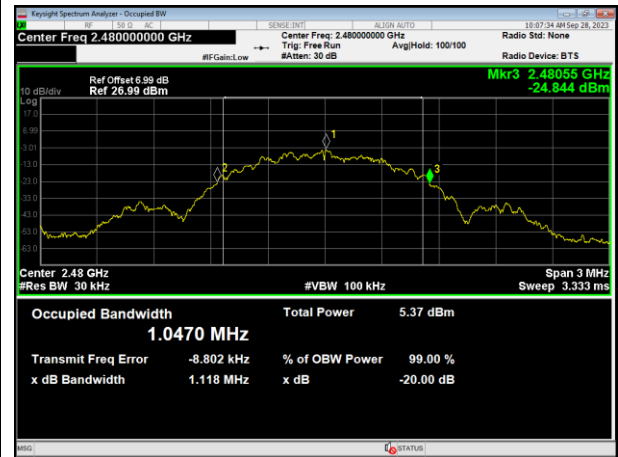 Keysight Spectrum Analyzer - Occupied BW
RF 50 Ω AC SENSE:INT ALIGN AUTO 10:07:34 AM Sep 28, 2023
Center Freq 2.480000000 GHz Center Freq: 2.480000000 GHz Radio Std: None
Trig: Free Run Avg|Hold: 100/100
#IFGain:Low #Atten: 30 dB Radio Device: BTS
Mkr3 2.48055 GHz
Ref Offset 6.99 dB
10 dB/div Ref 26.99 dBm -24.844 dBm
Log
17.0
6.99
1
-3.01
-13.0
2
3
-23.0
-33.0
-43.0
-53.0
-63.0
Center 2.48 GHz Span 3 MHz
#Res BW 30 kHz #VBW 100 kHz Sweep 3.333 ms
Occupied Bandwidth Total Power 5.37 dBm
1.0470 MHz
Transmit Freq Error -8.802 kHz % of OBW Power 99.00 %
x dB Bandwidth 1.118 MHz x dB -20.00 dB
MSG STATUS